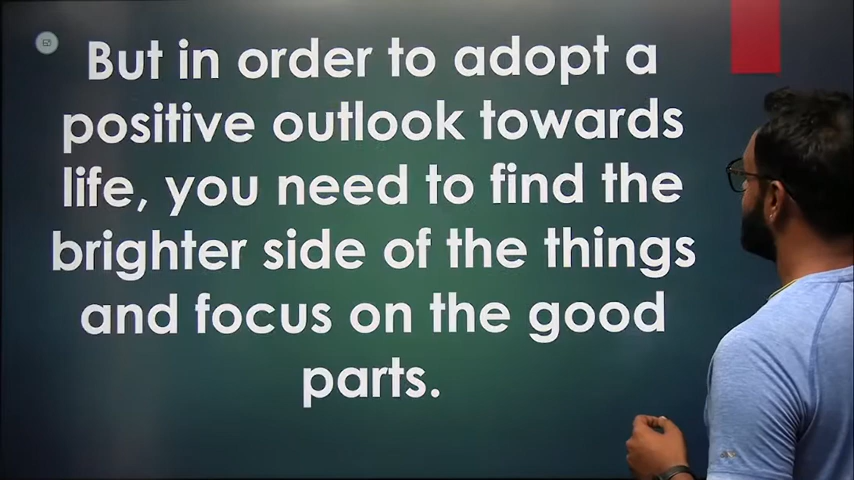 But in order to adopt a
positive outlook towards
life, you need to find the
brighter side of the things
and focus on the good
parts.